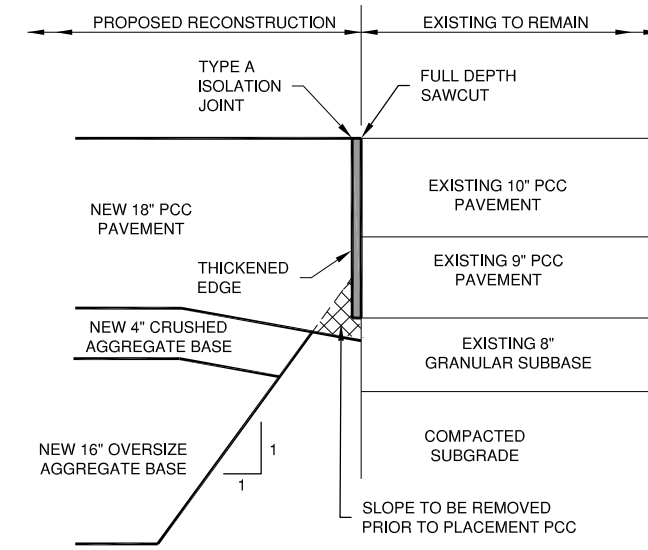 PROPOSED RECONSTRUCTION
EXISTING TO REMAIN
TYPE A
ISOLATION
JOINT
FULL DEPTH
SAWCUT
NEW 18" PCC
PAVEMENT
EXISTING 10" PCC
PAVEMENT
THICKENED
EDGE
EXISTING 9" PCC
PAVEMENT
NEW 4" CRUSHED
AGGREGATE BASE
EXISTING 8"
GRANULAR SUBBASE
NEW 16" OVERSIZE
AGGREGATE BASE
1
1
COMPACTED
SUBGRADE
SLOPE TO BE REMOVED
PRIOR TO PLACEMENT PCC